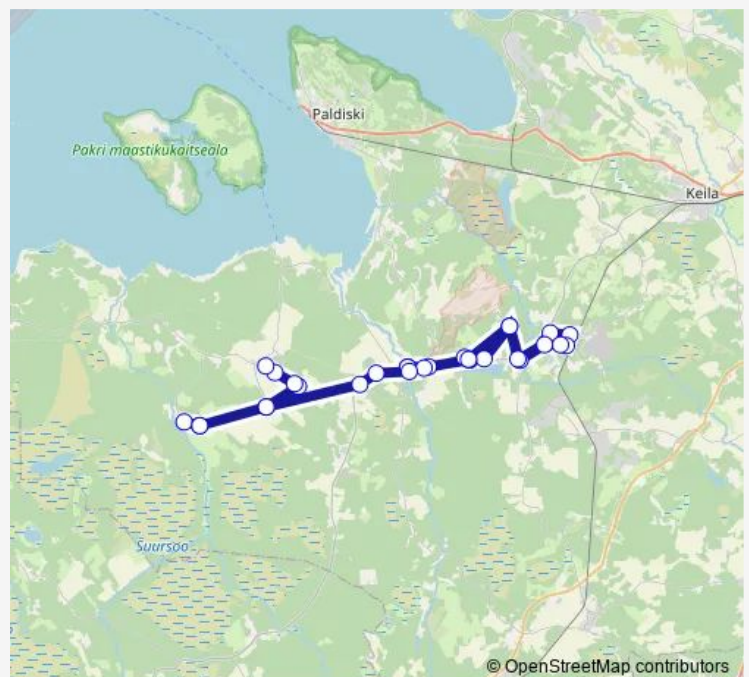 Paldiski
Pakri maastikukaitseala
Keila
Suursoo
© OpenStreetMap contributors